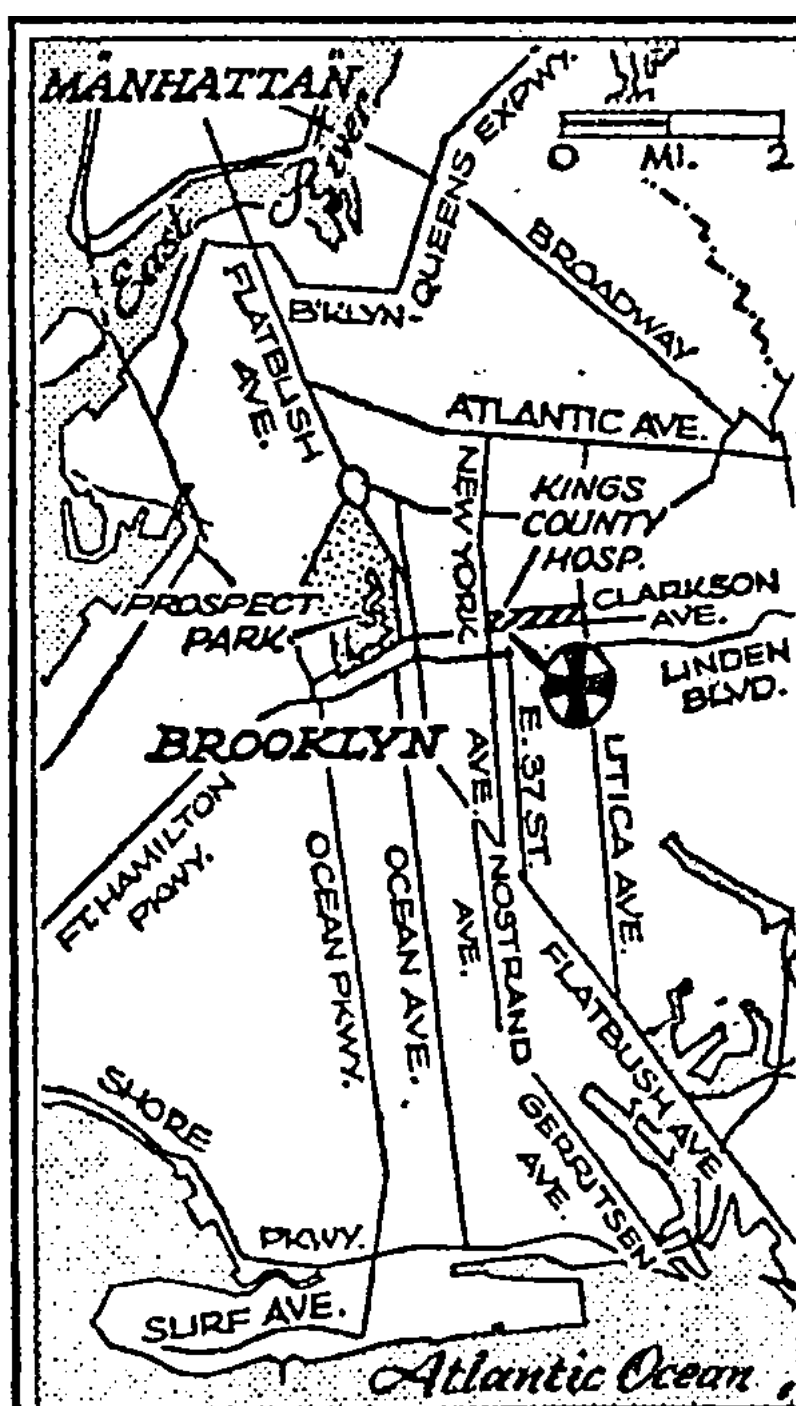 MANHATTAN
East River
QUEENS EXPWY.
B'KLYN-
0 MI. 2
BROADWAY
FLATBUSH
AVE.
ATLANTIC AVE.
NEW YORK
AVE.
KINGS
COUNTY
HOSP.
CLARKSON
AVE.
PROSPECT
PARK
LINDEN
BLVD.
BROOKLYN
E. 37 ST.
UTICA AVE.
FT. HAMILTON
PKWY.
OCEAN PKWY.
OCEAN AVE.
NOSTRAND
AVE.
FLATBUSH AVE
SHORE
PKWY.
GERRITSEN
AVE.
SURF AVE.
Atlantic Ocean